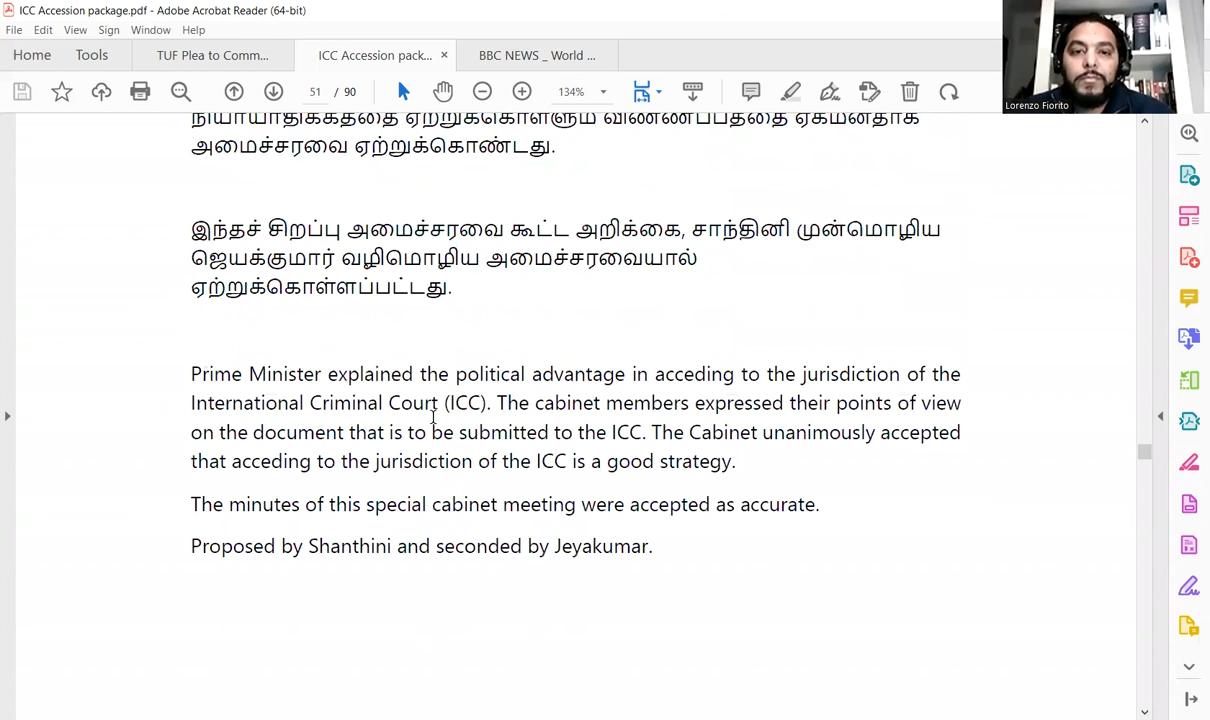 ICC Accession package.pdf - Adobe Acrobat Reader (64-bit)
File Edit View Sign Window Help
Home Tools TUF Plea to Comm... ICC Accession pack... × BBC NEWS _ World ...
51 / 90 134%
Lorenzo Fiorito
நியாயாதிக்கத்தை ஏற்றுக்கொள்ளும் விண்ணப்பத்தை ஏகமனதாக
அமைச்சரவை ஏற்றுக்கொண்டது.
இந்தச் சிறப்பு அமைச்சரவை கூட்ட அறிக்கை, சாந்தினி முன்மொழிய
ஜெயக்குமார் வழிமொழிய அமைச்சரவையால்
ஏற்றுக்கொள்ளப்பட்டது.
Prime Minister explained the political advantage in acceding to the jurisdiction of the
International Criminal Court (ICC). The cabinet members expressed their points of view
on the document that is to be submitted to the ICC. The Cabinet unanimously accepted
that acceding to the jurisdiction of the ICC is a good strategy.
The minutes of this special cabinet meeting were accepted as accurate.
Proposed by Shanthini and seconded by Jeyakumar.